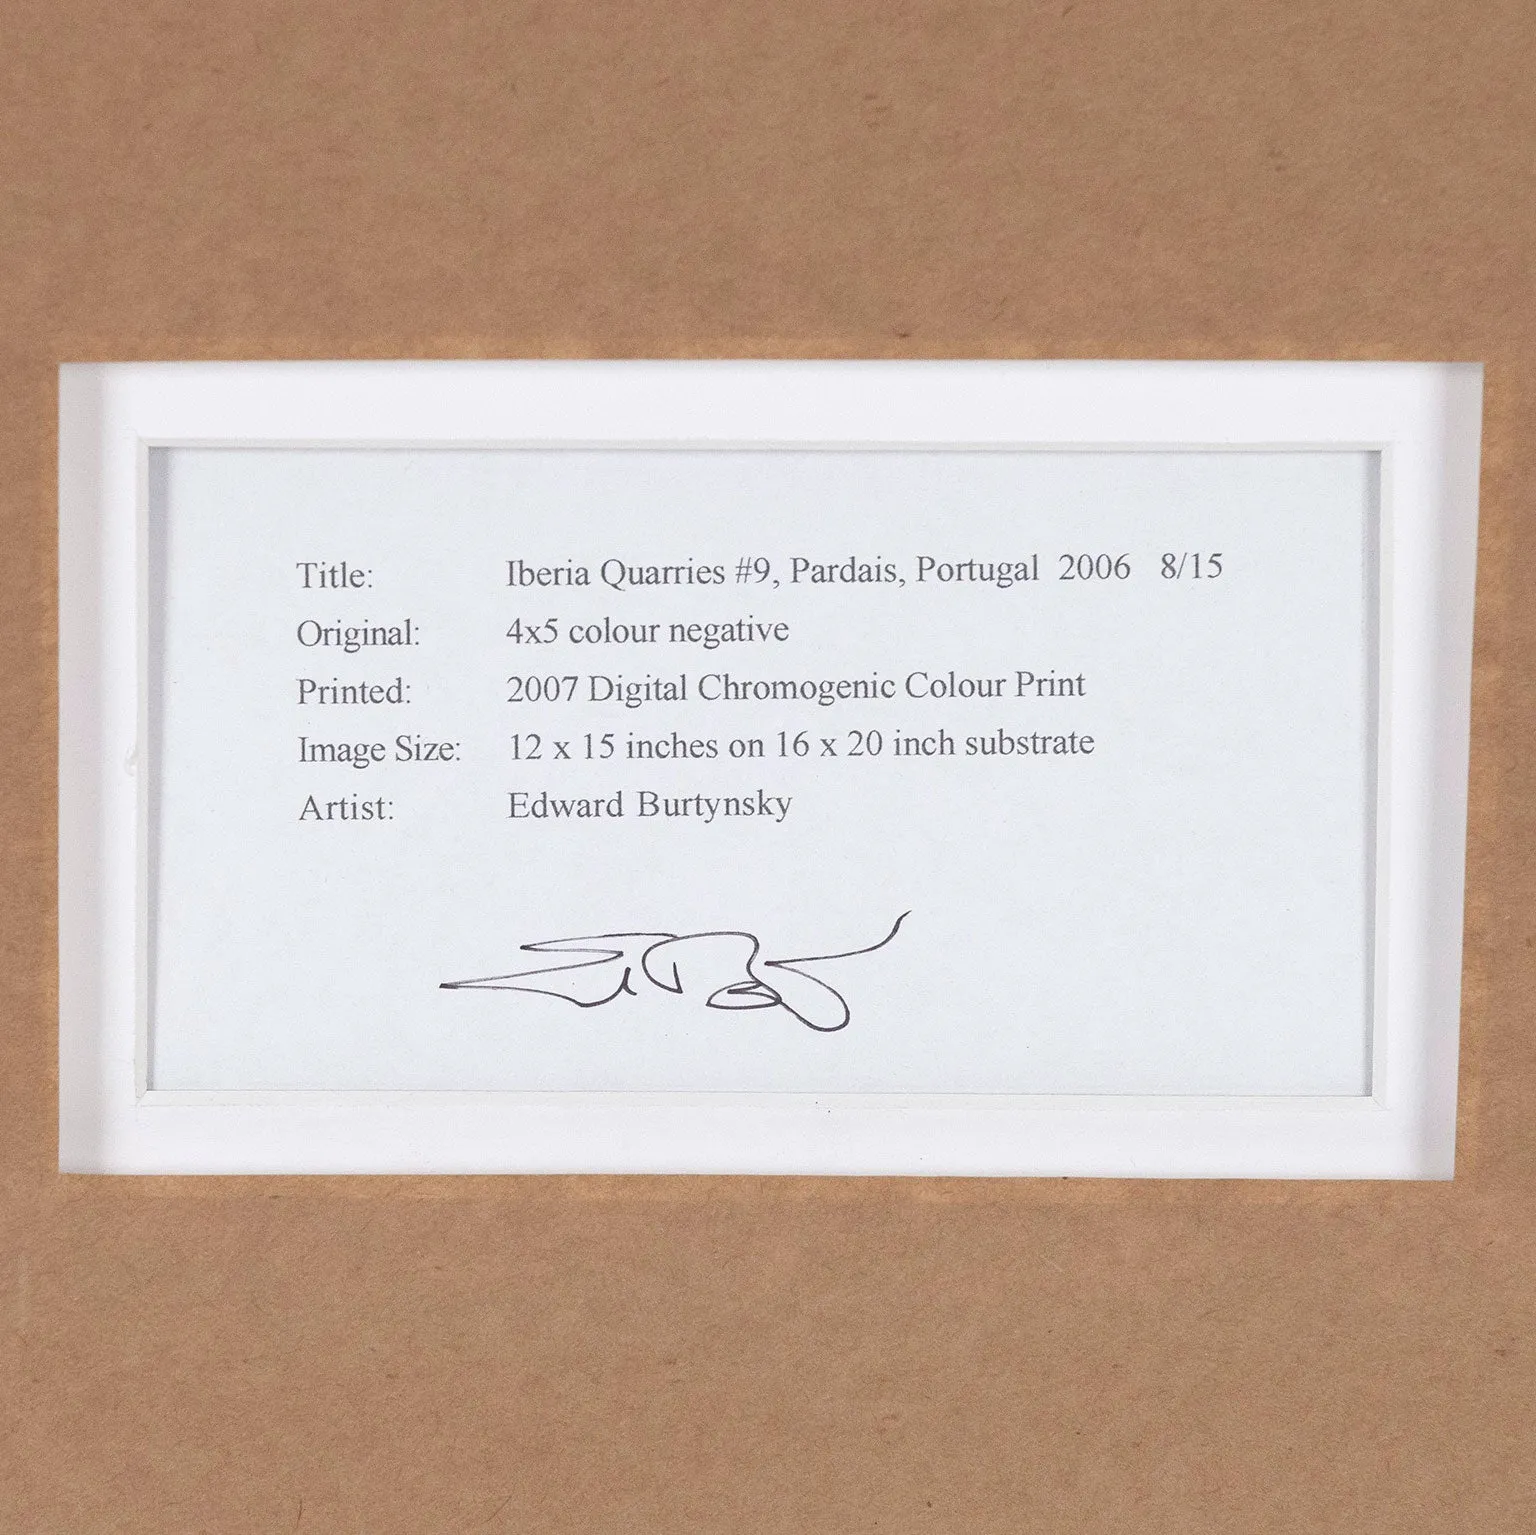 Title: Iberia Quarries #9, Pardais, Portugal 2006 8/15
Original: 4x5 colour negative
Printed: 2007 Digital Chromogenic Colour Print
Image Size: 12 x 15 inches on 16 x 20 inch substrate
Artist: Edward Burtynsky